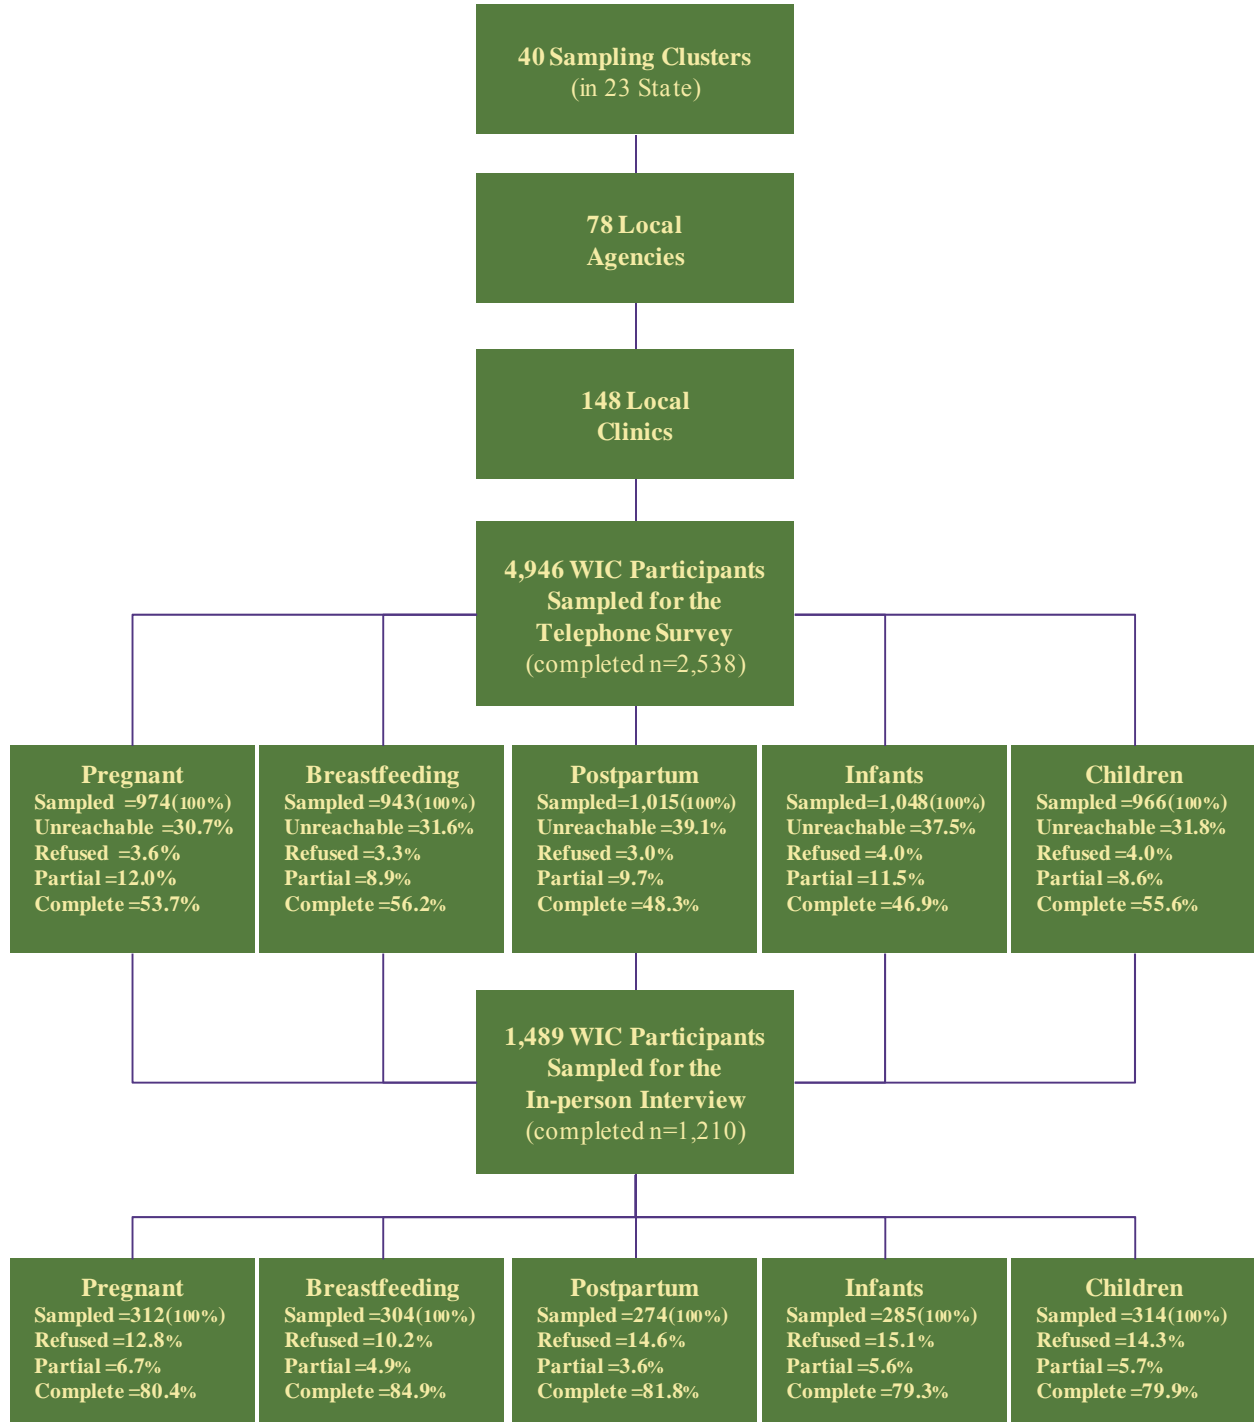 40 Sampling Clusters
(in 23 State)
78 Local
Agencies
148 Local
Clinics
4,946 WIC Participants
Sampled for the
Telephone Survey
(completed n=2,538)
Pregnant
Sampled =974(100%)
Unreachable =30.7%
Refused =3.6%
Partial =12.0%
Complete =53.7%
Breastfeeding
Sampled =943(100%)
Unreachable =31.6%
Refused =3.3%
Partial =8.9%
Complete =56.2%
Postpartum
Sampled=1,015(100%)
Unreachable =39.1%
Refused =3.0%
Partial =9.7%
Complete =48.3%
Infants
Sampled =1,048(100%)
Unreachable =37.5%
Refused =4.0%
Partial =11.5%
Complete =46.9%
Children
Sampled =966(100%)
Unreachable =31.8%
Refused =4.0%
Partial =8.6%
Complete =55.6%
1,489 WIC Participants
Sampled for the
In-person Interview
(completed n=1,210)
Pregnant
Sampled =312(100%)
Refused =12.8%
Partial =6.7%
Complete =80.4%
Breastfeeding
Sampled =304(100%)
Refused =10.2%
Partial =4.9%
Complete =84.9%
Postpartum
Sampled =274(100%)
Refused =14.6%
Partial =3.6%
Complete =81.8%
Infants
Sampled =285(100%)
Refused =15.1%
Partial =5.6%
Complete =79.3%
Children
Sampled =314(100%)
Refused =14.3%
Partial =5.7%
Complete =79.9%